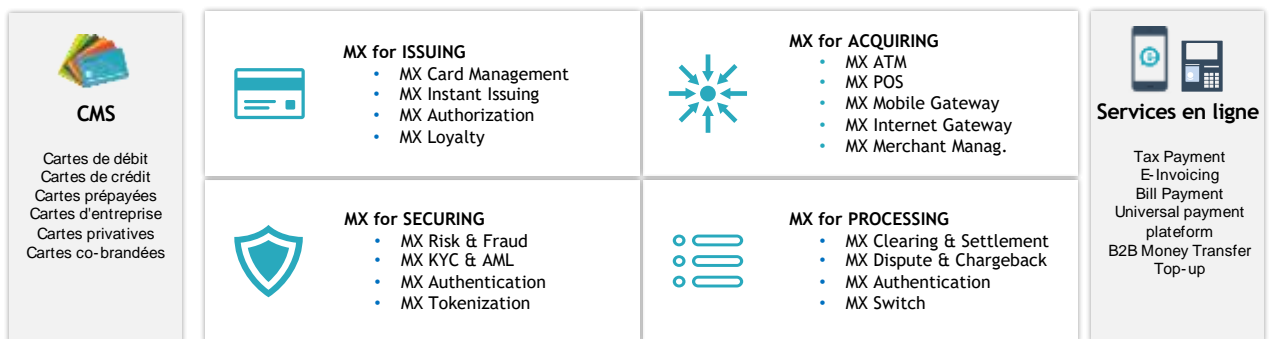 CMS
Cartes de débit
Cartes de crédit
Cartes prépayées
Cartes d'entreprise
Cartes privatives
Cartes co-brandées
MX for ISSUING
• MX Card Management
• MX Instant Issuing
• MX Authorization
• MX Loyalty
MX for ACQUIRING
• MX ATM
• MX POS
• MX Mobile Gateway
• MX Internet Gateway
• MX Merchant Manag.
MX for SECURING
• MX Risk & Fraud
• MX KYC & AML
• MX Authentication
• MX Tokenization
MX for PROCESSING
• MX Clearing & Settlement
• MX Dispute & Chargeback
• MX Authentication
• MX Switch
Services en ligne
Tax Payment
E-Invoicing
Bill Payment
Universal payment
plateform
B2B Money Transfer
Top-up